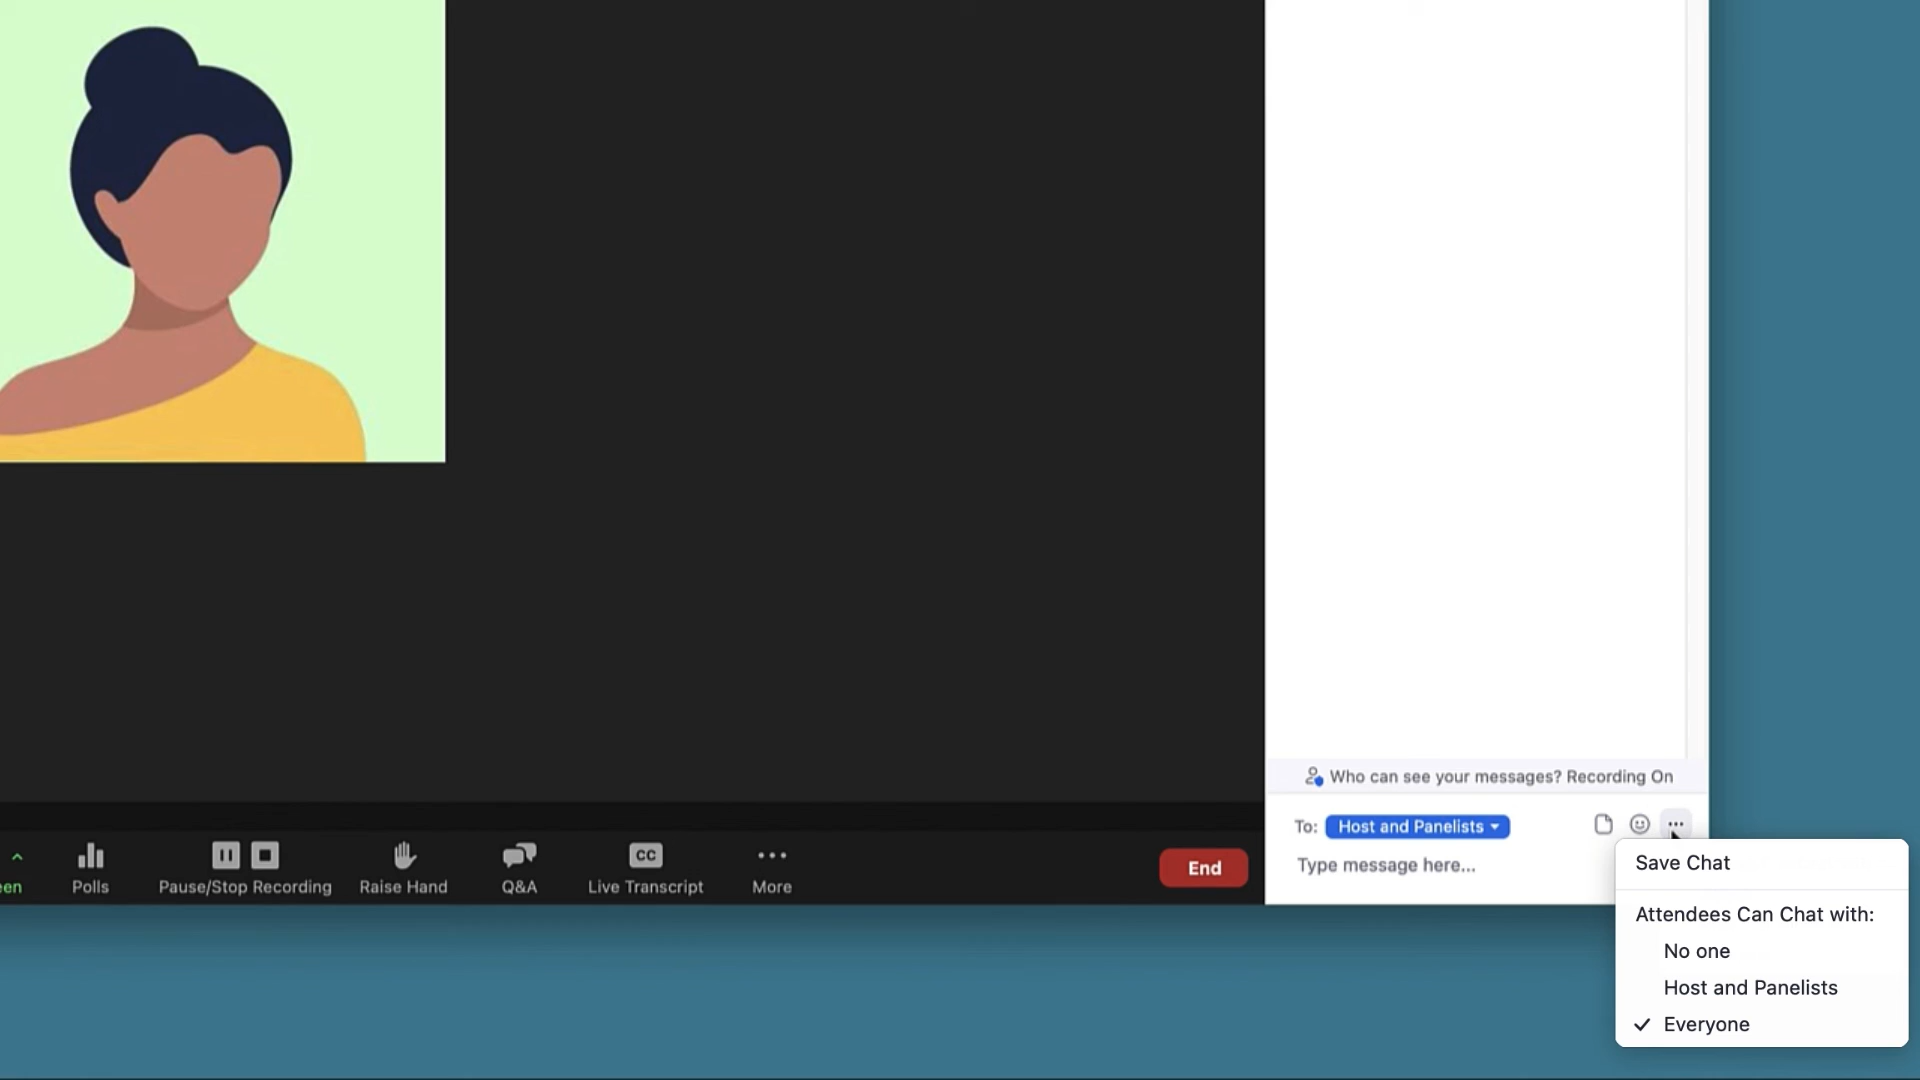 Who can see your messages? Recording On
To: Host and Panelists
Type message here...
een
Polls
Pause/Stop Recording
Raise Hand
Q&A
CC
Live Transcript
More
End
Save Chat
Attendees Can Chat with:
No one
Host and Panelists
Everyone